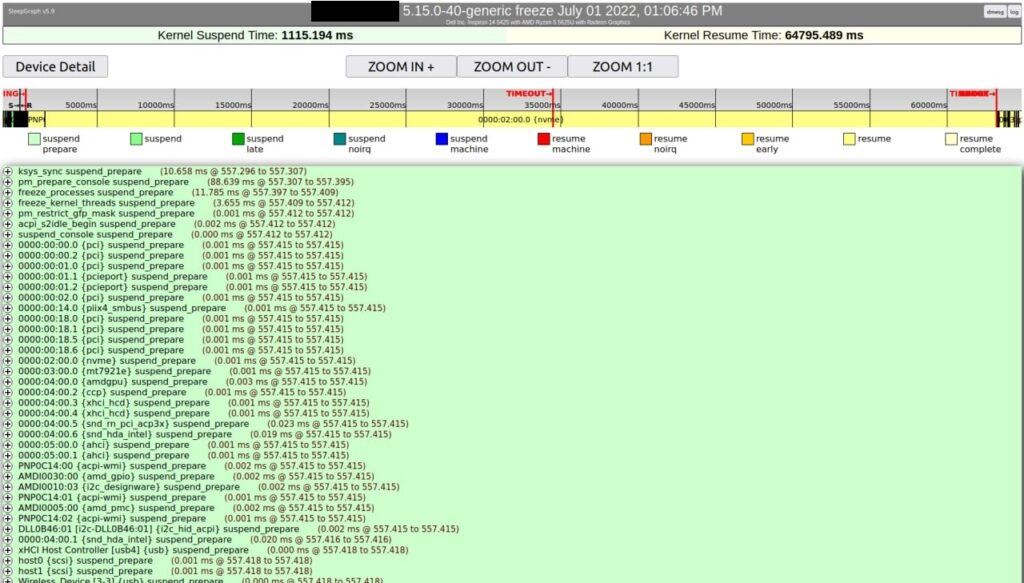 SleepGraph v5.9
5.15.0-40-generic freeze July 01 2022, 01:06:46 PM
dmesg log
Dell Inc. Inspiron 14 5425 with AMD Ryzen 5 5625U with Radeon Graphics
Kernel Suspend Time: 1115.194 ms Kernel Resume Time: 64795.489 ms
Device Detail ZOOM IN + ZOOM OUT - ZOOM 1:1
ING→ TIMEOUT→
S→ ←R 5000ms 10000ms 15000ms 20000ms 25000ms 30000ms 35000ms 40000ms 45000ms 50000ms 55000ms 60000ms
PNP( 0000:02:00.0 {nvme}
suspend prepare
suspend
suspend late
suspend noirq
suspend machine
resume machine
resume noirq
resume early
resume
resume complete
ksys_sync suspend_prepare (10.658 ms @ 557.296 to 557.307)
pm_prepare_console suspend_prepare (88.639 ms @ 557.307 to 557.395)
freeze_processes suspend_prepare (11.785 ms @ 557.397 to 557.409)
freeze_kernel_threads suspend_prepare (3.655 ms @ 557.409 to 557.412)
pm_restrict_gfp_mask suspend_prepare (0.001 ms @ 557.412 to 557.412)
acpi_s2idle_begin suspend_prepare (0.002 ms @ 557.412 to 557.412)
suspend_console suspend_prepare (0.000 ms @ 557.412 to 557.412)
0000:00:00.0 {pci} suspend_prepare (0.001 ms @ 557.415 to 557.415)
0000:00:00.2 {pci} suspend_prepare (0.001 ms @ 557.415 to 557.415)
0000:00:01.0 {pci} suspend_prepare (0.001 ms @ 557.415 to 557.415)
0000:00:01.1 {pcieport} suspend_prepare (0.001 ms @ 557.415 to 557.415)
0000:00:01.2 {pcieport} suspend_prepare (0.001 ms @ 557.415 to 557.415)
0000:00:02.0 {pci} suspend_prepare (0.001 ms @ 557.415 to 557.415)
0000:00:14.0 {piix4_smbus} suspend_prepare (0.001 ms @ 557.415 to 557.415)
0000:00:18.0 {pci} suspend_prepare (0.001 ms @ 557.415 to 557.415)
0000:00:18.1 {pci} suspend_prepare (0.001 ms @ 557.415 to 557.415)
0000:00:18.5 {pci} suspend_prepare (0.001 ms @ 557.415 to 557.415)
0000:00:18.6 {pci} suspend_prepare (0.001 ms @ 557.415 to 557.415)
0000:02:00.0 {nvme} suspend_prepare (0.001 ms @ 557.415 to 557.415)
0000:03:00.0 {mt7921e} suspend_prepare (0.001 ms @ 557.415 to 557.415)
0000:04:00.0 {amdgpu} suspend_prepare (0.003 ms @ 557.415 to 557.415)
0000:04:00.2 {ccp} suspend_prepare (0.001 ms @ 557.415 to 557.415)
0000:04:00.3 {xhci_hcd} suspend_prepare (0.001 ms @ 557.415 to 557.415)
0000:04:00.4 {xhci_hcd} suspend_prepare (0.001 ms @ 557.415 to 557.415)
0000:04:00.5 {snd_rn_pci_acp3x} suspend_prepare (0.023 ms @ 557.415 to 557.415)
0000:04:00.6 {snd_hda_intel} suspend_prepare (0.019 ms @ 557.415 to 557.415)
0000:05:00.0 {ahci} suspend_prepare (0.001 ms @ 557.415 to 557.415)
0000:05:00.1 {ahci} suspend_prepare (0.001 ms @ 557.415 to 557.415)
PNP0C14:00 {acpi-wmi} suspend_prepare (0.002 ms @ 557.415 to 557.415)
AMDI0030:00 {amd_gpio} suspend_prepare (0.002 ms @ 557.415 to 557.415)
AMDI0010:03 {i2c_designware} suspend_prepare (0.002 ms @ 557.415 to 557.415)
PNP0C14:01 {acpi-wmi} suspend_prepare (0.001 ms @ 557.415 to 557.415)
AMDI0005:00 {amd_pmc} suspend_prepare (0.002 ms @ 557.415 to 557.415)
PNP0C14:02 {acpi-wmi} suspend_prepare (0.001 ms @ 557.415 to 557.415)
DLL0B46:01 [i2c-DLL0B46:01] {i2c_hid_acpi} suspend_prepare (0.002 ms @ 557.415 to 557.415)
0000:04:00.1 {snd_hda_intel} suspend_prepare (0.020 ms @ 557.416 to 557.416)
xHCI Host Controller [usb4] {usb} suspend_prepare (0.000 ms @ 557.418 to 557.418)
host0 {scsi} suspend_prepare (0.001 ms @ 557.418 to 557.418)
host1 {scsi} suspend_prepare (0.001 ms @ 557.418 to 557.418)
Wireless_Device [3-3] {usb} suspend_prepare (0.000 ms @ 557.418 to 557.418)